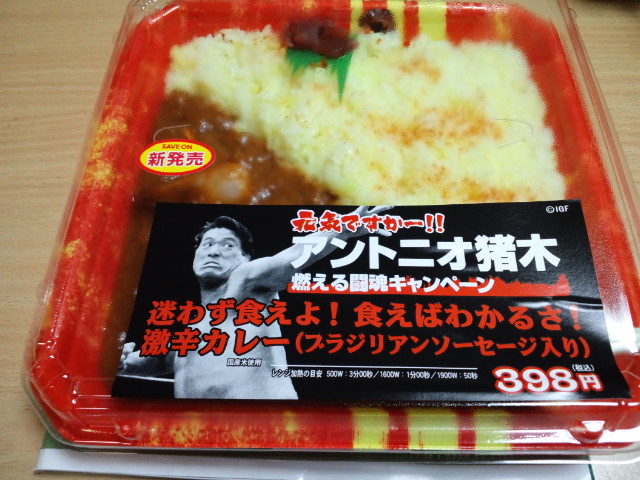 SAVE ON
新発売
©IGF
元気ですかー!!
アントニオ猪木
燃える闘魂キャンペーン
迷わず食えよ！食えばわかるさ！
激辛カレー（ブラジリアンソーセージ入り）
国産米使用
レンジ加熱の目安 500W：3分00秒／1600W：1分00秒／1900W：50秒
398円(税込)